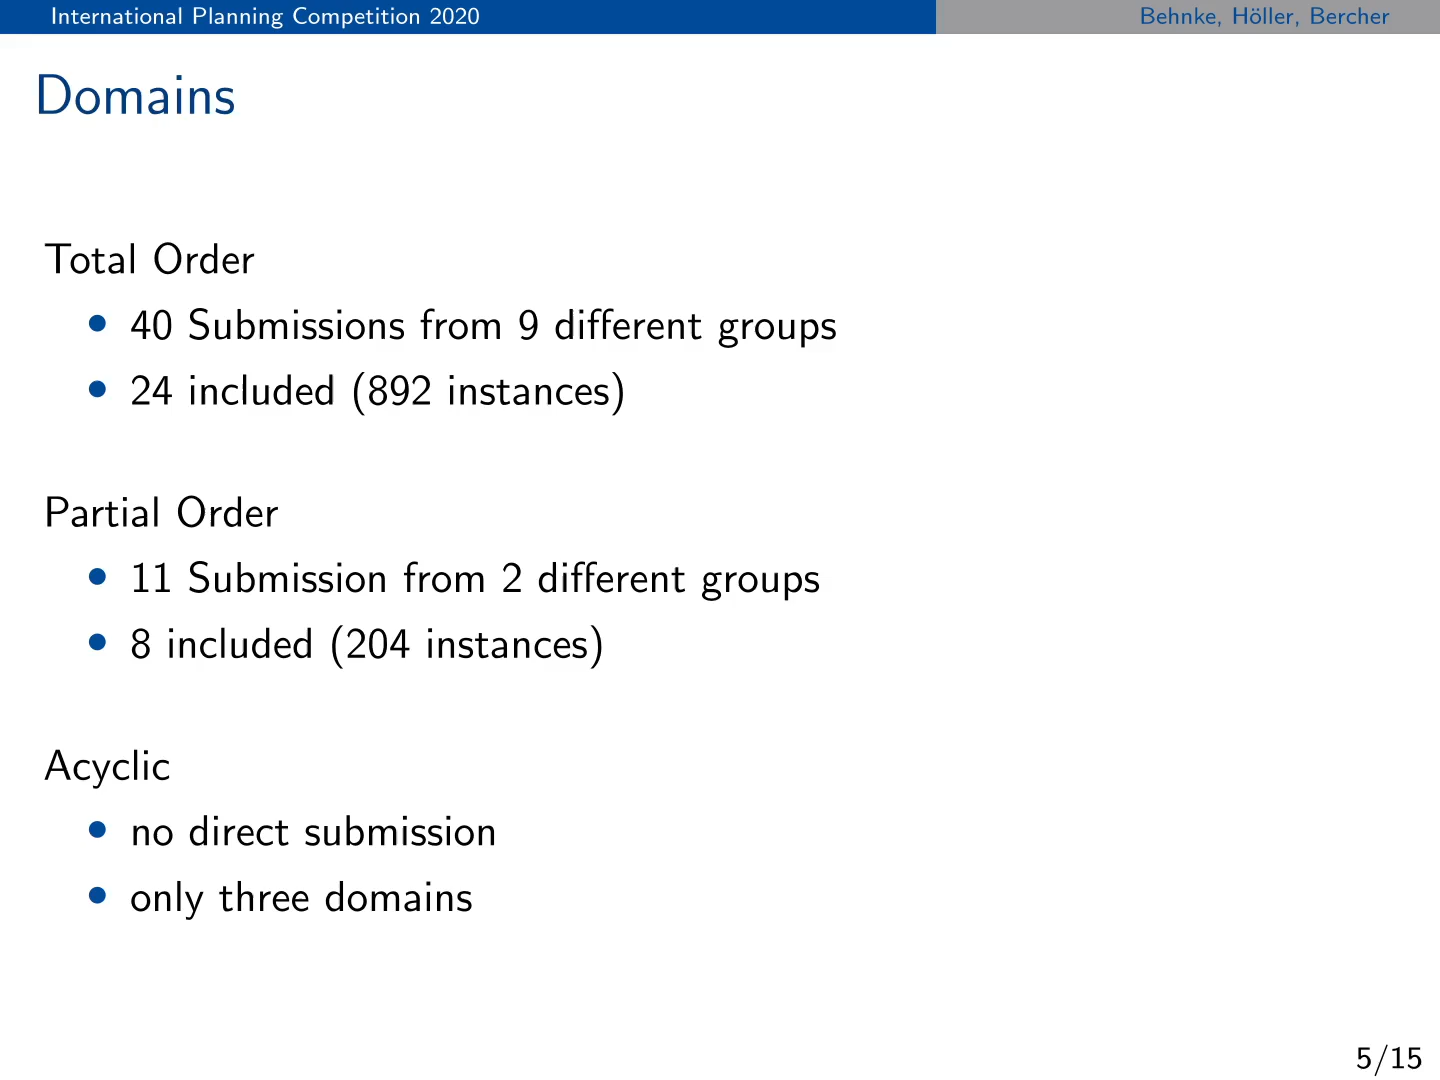 International Planning Competition 2020
Behnke, Höller, Bercher
Domains
Total Order
• 40 Submissions from 9 different groups
• 24 included (892 instances)
Partial Order
• 11 Submission from 2 different groups
• 8 included (204 instances)
Acyclic
• no direct submission
• only three domains
5/15